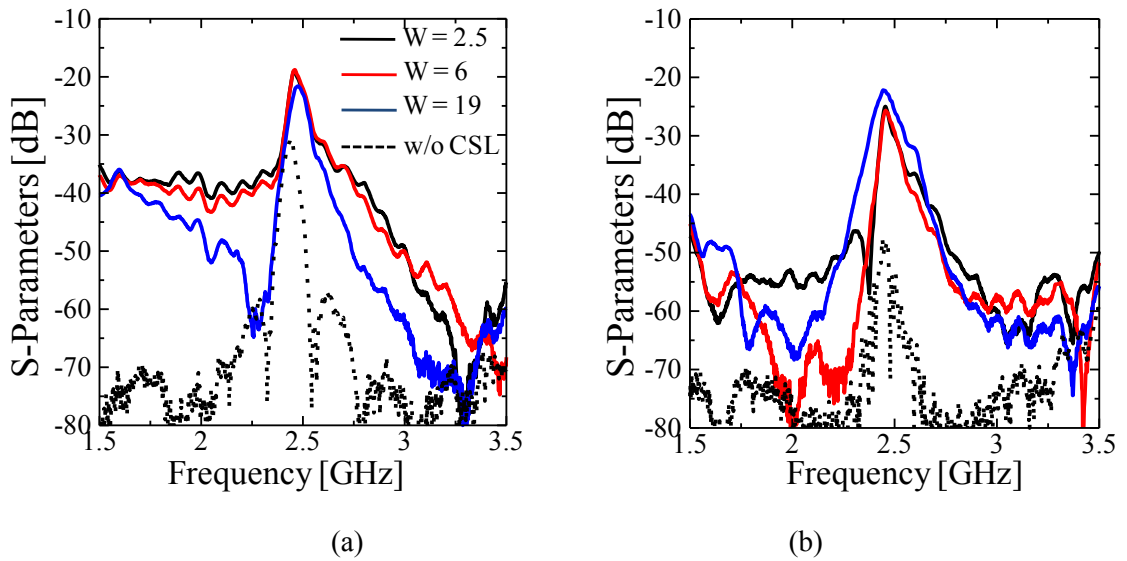 -10
-20
-30
-40
-50
-60
-70
-80
S-Parameters [dB]
1.5 2 2.5 3 3.5
Frequency [GHz]
W = 2.5
W = 6
W = 19
w/o CSL
(a)
-10
-20
-30
-40
-50
-60
-70
-80
S-Parameters [dB]
1.5 2 2.5 3 3.5
Frequency [GHz]
(b)